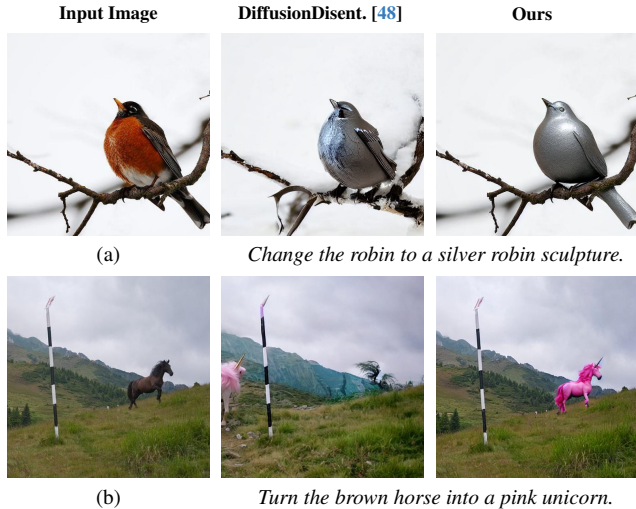 Input Image DiffusionDisent. [48] Ours
(a) Change the robin to a silver robin sculpture.
(b) Turn the brown horse into a pink unicorn.